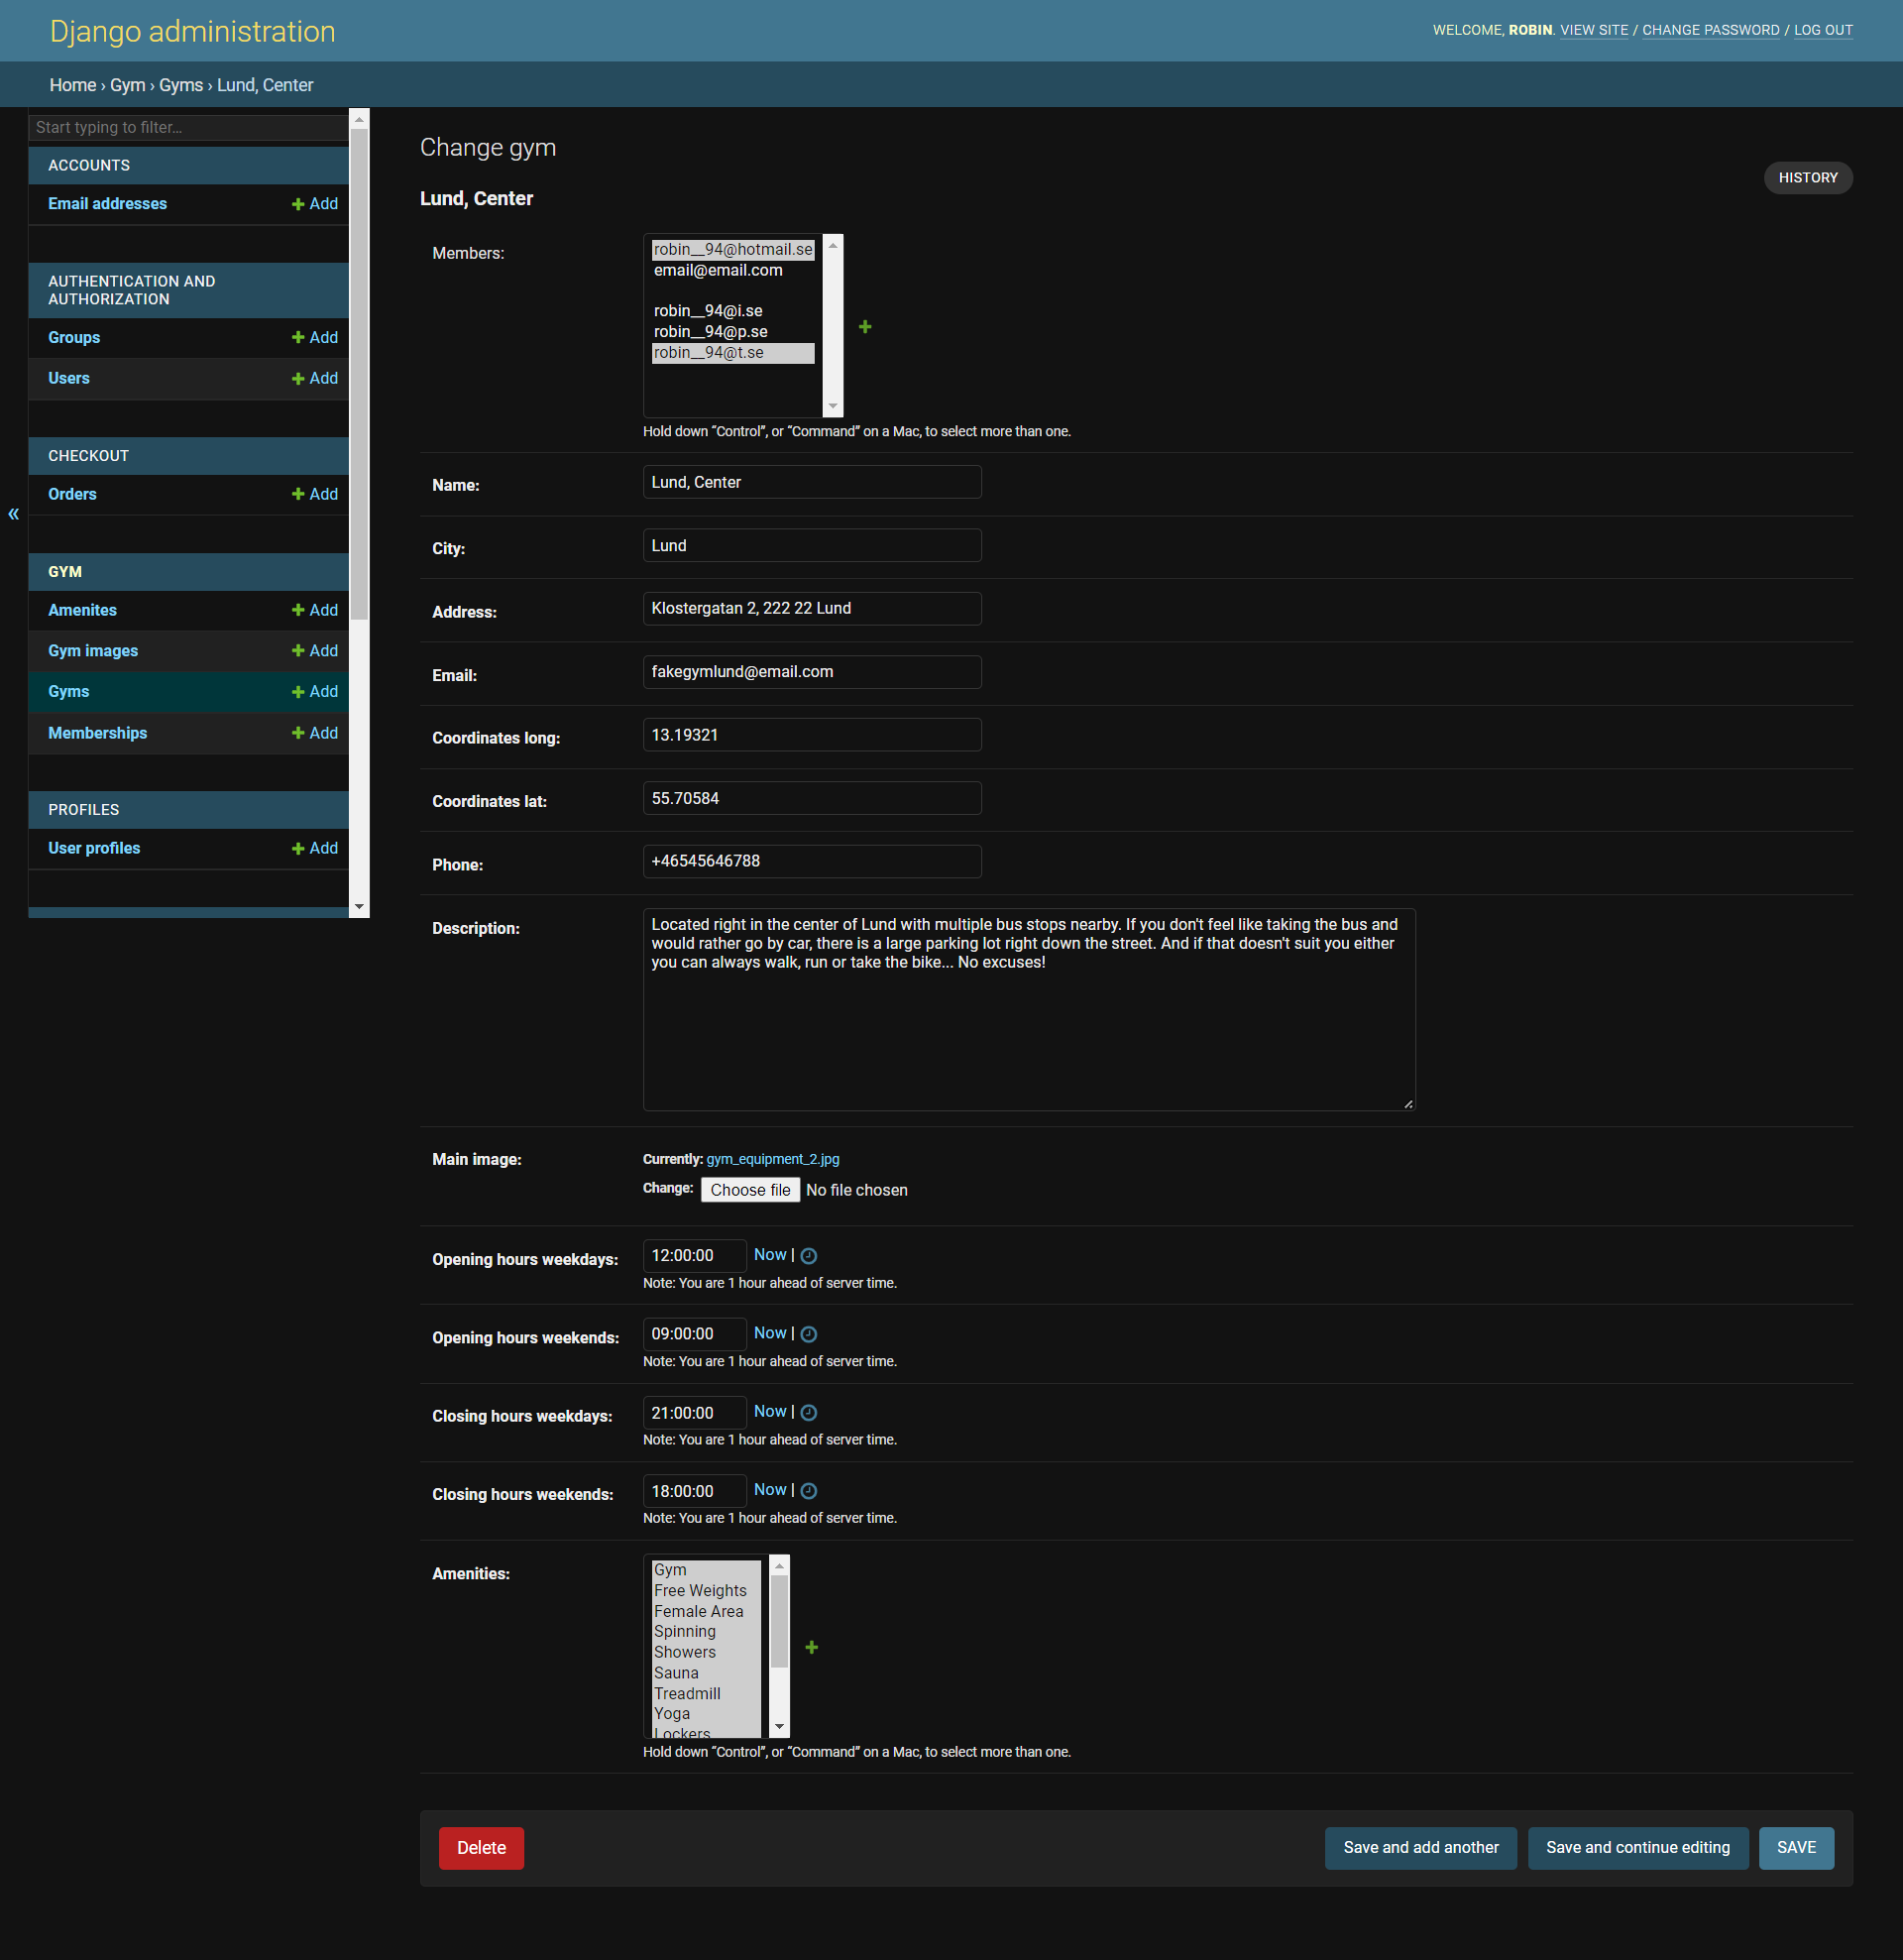 Django administration
WELCOME, ROBIN. VIEW SITE / CHANGE PASSWORD / LOG OUT
Home › Gym › Gyms › Lund, Center
Start typing to filter...
ACCOUNTS
Email addresses Add
AUTHENTICATION AND
AUTHORIZATION
Groups Add
Users Add
CHECKOUT
Orders Add
«
GYM
Amenites Add
Gym images Add
Gyms Add
Memberships Add
PROFILES
User profiles Add
Change gym
HISTORY
Lund, Center
Members:
robin__94@hotmail.se
email@email.com
robin__94@i.se
robin__94@p.se
robin__94@t.se
Hold down “Control”, or “Command” on a Mac, to select more than one.
Name: Lund, Center
City: Lund
Address: Klostergatan 2, 222 22 Lund
Email: fakegymlund@email.com
Coordinates long: 13.19321
Coordinates lat: 55.70584
Phone: +46545646788
Description:
Located right in the center of Lund with multiple bus stops nearby. If you don't feel like taking the bus and
would rather go by car, there is a large parking lot right down the street. And if that doesn't suit you either
you can always walk, run or take the bike... No excuses!
Main image: Currently: gym_equipment_2.jpg
Change: Choose file No file chosen
Opening hours weekdays: 12:00:00 Now |
Note: You are 1 hour ahead of server time.
Opening hours weekends: 09:00:00 Now |
Note: You are 1 hour ahead of server time.
Closing hours weekdays: 21:00:00 Now |
Note: You are 1 hour ahead of server time.
Closing hours weekends: 18:00:00 Now |
Note: You are 1 hour ahead of server time.
Amenities:
Gym
Free Weights
Female Area
Spinning
Showers
Sauna
Treadmill
Yoga
Lockers
Hold down “Control”, or “Command” on a Mac, to select more than one.
Delete
Save and add another
Save and continue editing
SAVE